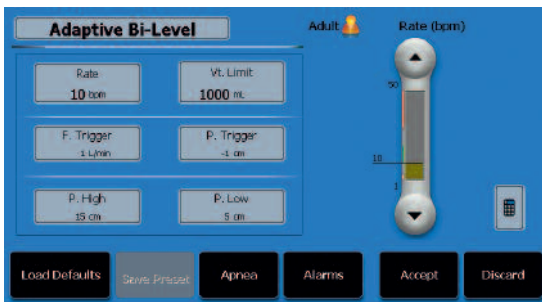 Adaptive Bi-Level
Adult
Rate (bpm)
Rate
10 bpm
Vt. Limit
1000 mL
F. Trigger
1 L/min
P. Trigger
-1 cm
P. High
15 cm
P. Low
5 cm
50
10
1
Load Defaults
Save Preset
Apnea
Alarms
Accept
Discard